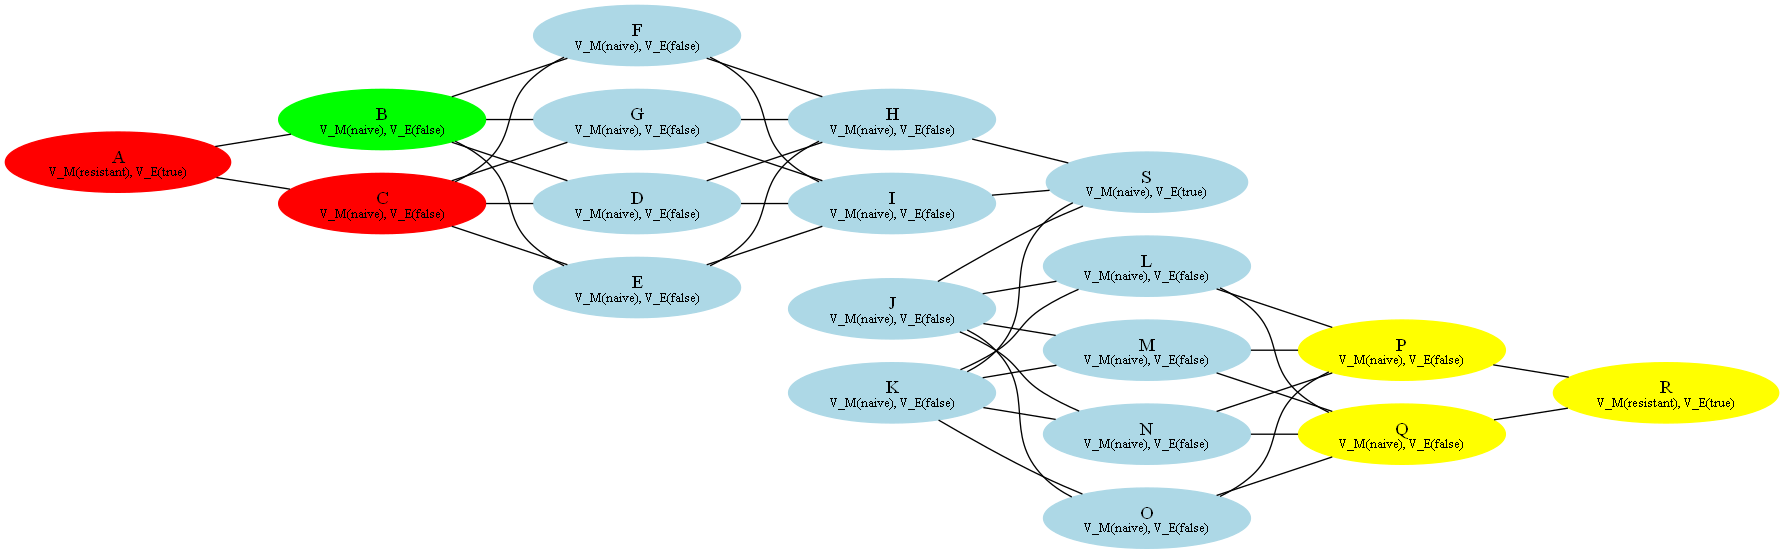 A
V_M(resistant), V_E(true)
B
V_M(naive), V_E(false)
C
V_M(naive), V_E(false)
F
V_M(naive), V_E(false)
G
V_M(naive), V_E(false)
D
V_M(naive), V_E(false)
E
V_M(naive), V_E(false)
H
V_M(naive), V_E(false)
I
V_M(naive), V_E(false)
J
V_M(naive), V_E(false)
K
V_M(naive), V_E(false)
S
V_M(naive), V_E(true)
L
V_M(naive), V_E(false)
M
V_M(naive), V_E(false)
N
V_M(naive), V_E(false)
O
V_M(naive), V_E(false)
P
V_M(naive), V_E(false)
Q
V_M(naive), V_E(false)
R
V_M(resistant), V_E(true)